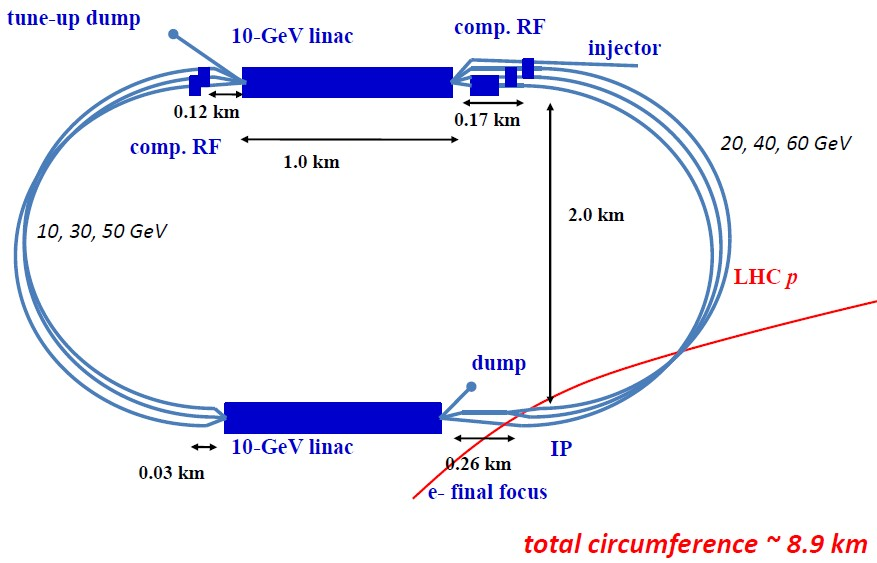 tune-up dump
10-GeV linac
comp. RF
injector
0.12 km
0.17 km
comp. RF
1.0 km
20, 40, 60 GeV
2.0 km
10, 30, 50 GeV
LHC p
dump
10-GeV linac
IP
0.03 km
0.26 km
e- final focus
total circumference ~ 8.9 km